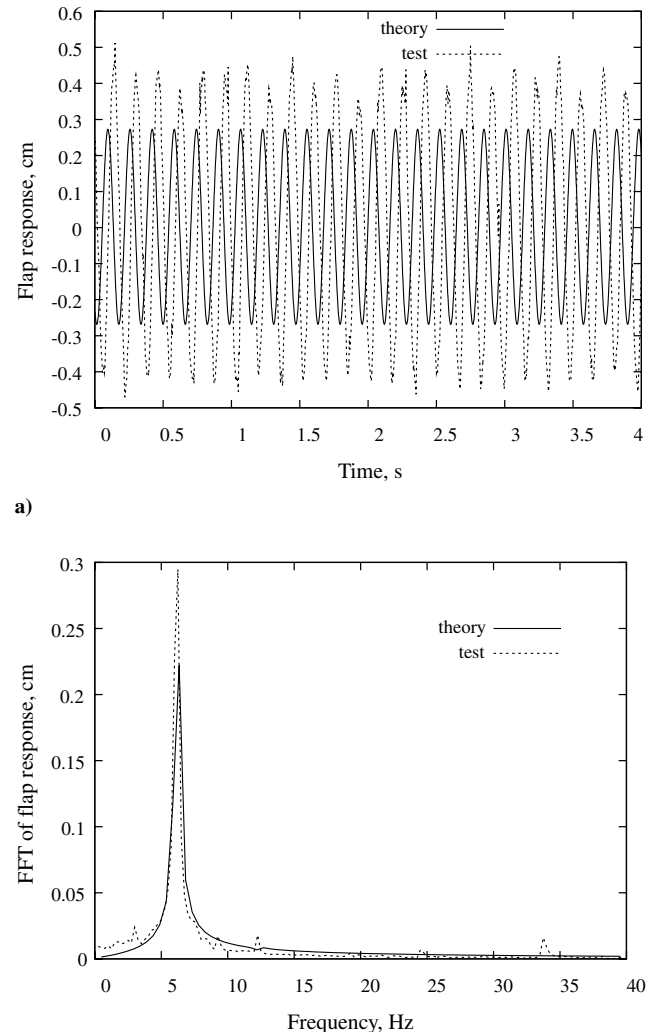 0.6
0.5
0.4
0.3
0.2
0.1
0
-0.1
-0.2
-0.3
-0.4
-0.5
Flap response, cm
theory
test
0 0.5 1 1.5 2 2.5 3 3.5 4
Time, s
a)
0.3
0.25
0.2
0.15
0.1
0.05
0
FFT of flap response, cm
theory
test
0 5 10 15 20 25 30 35 40
Frequency, Hz